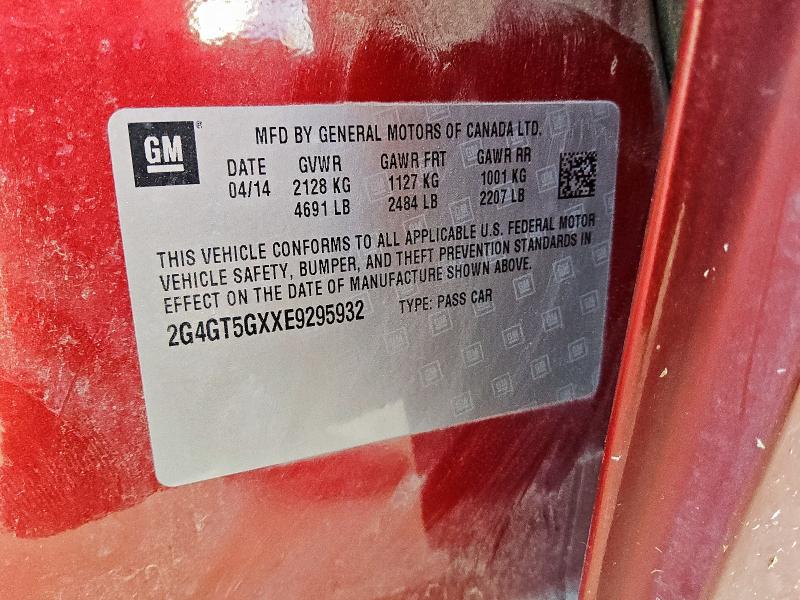 GM ® MFD BY GENERAL MOTORS OF CANADA LTD.
DATE GVWR GAWR FRT GAWR RR
04/14 2128 KG 1127 KG 1001 KG
4691 LB 2484 LB 2207 LB
THIS VEHICLE CONFORMS TO ALL APPLICABLE U.S. FEDERAL MOTOR
VEHICLE SAFETY, BUMPER, AND THEFT PREVENTION STANDARDS IN
EFFECT ON THE DATE OF MANUFACTURE SHOWN ABOVE.
2G4GT5GXXE9295932 TYPE: PASS CAR